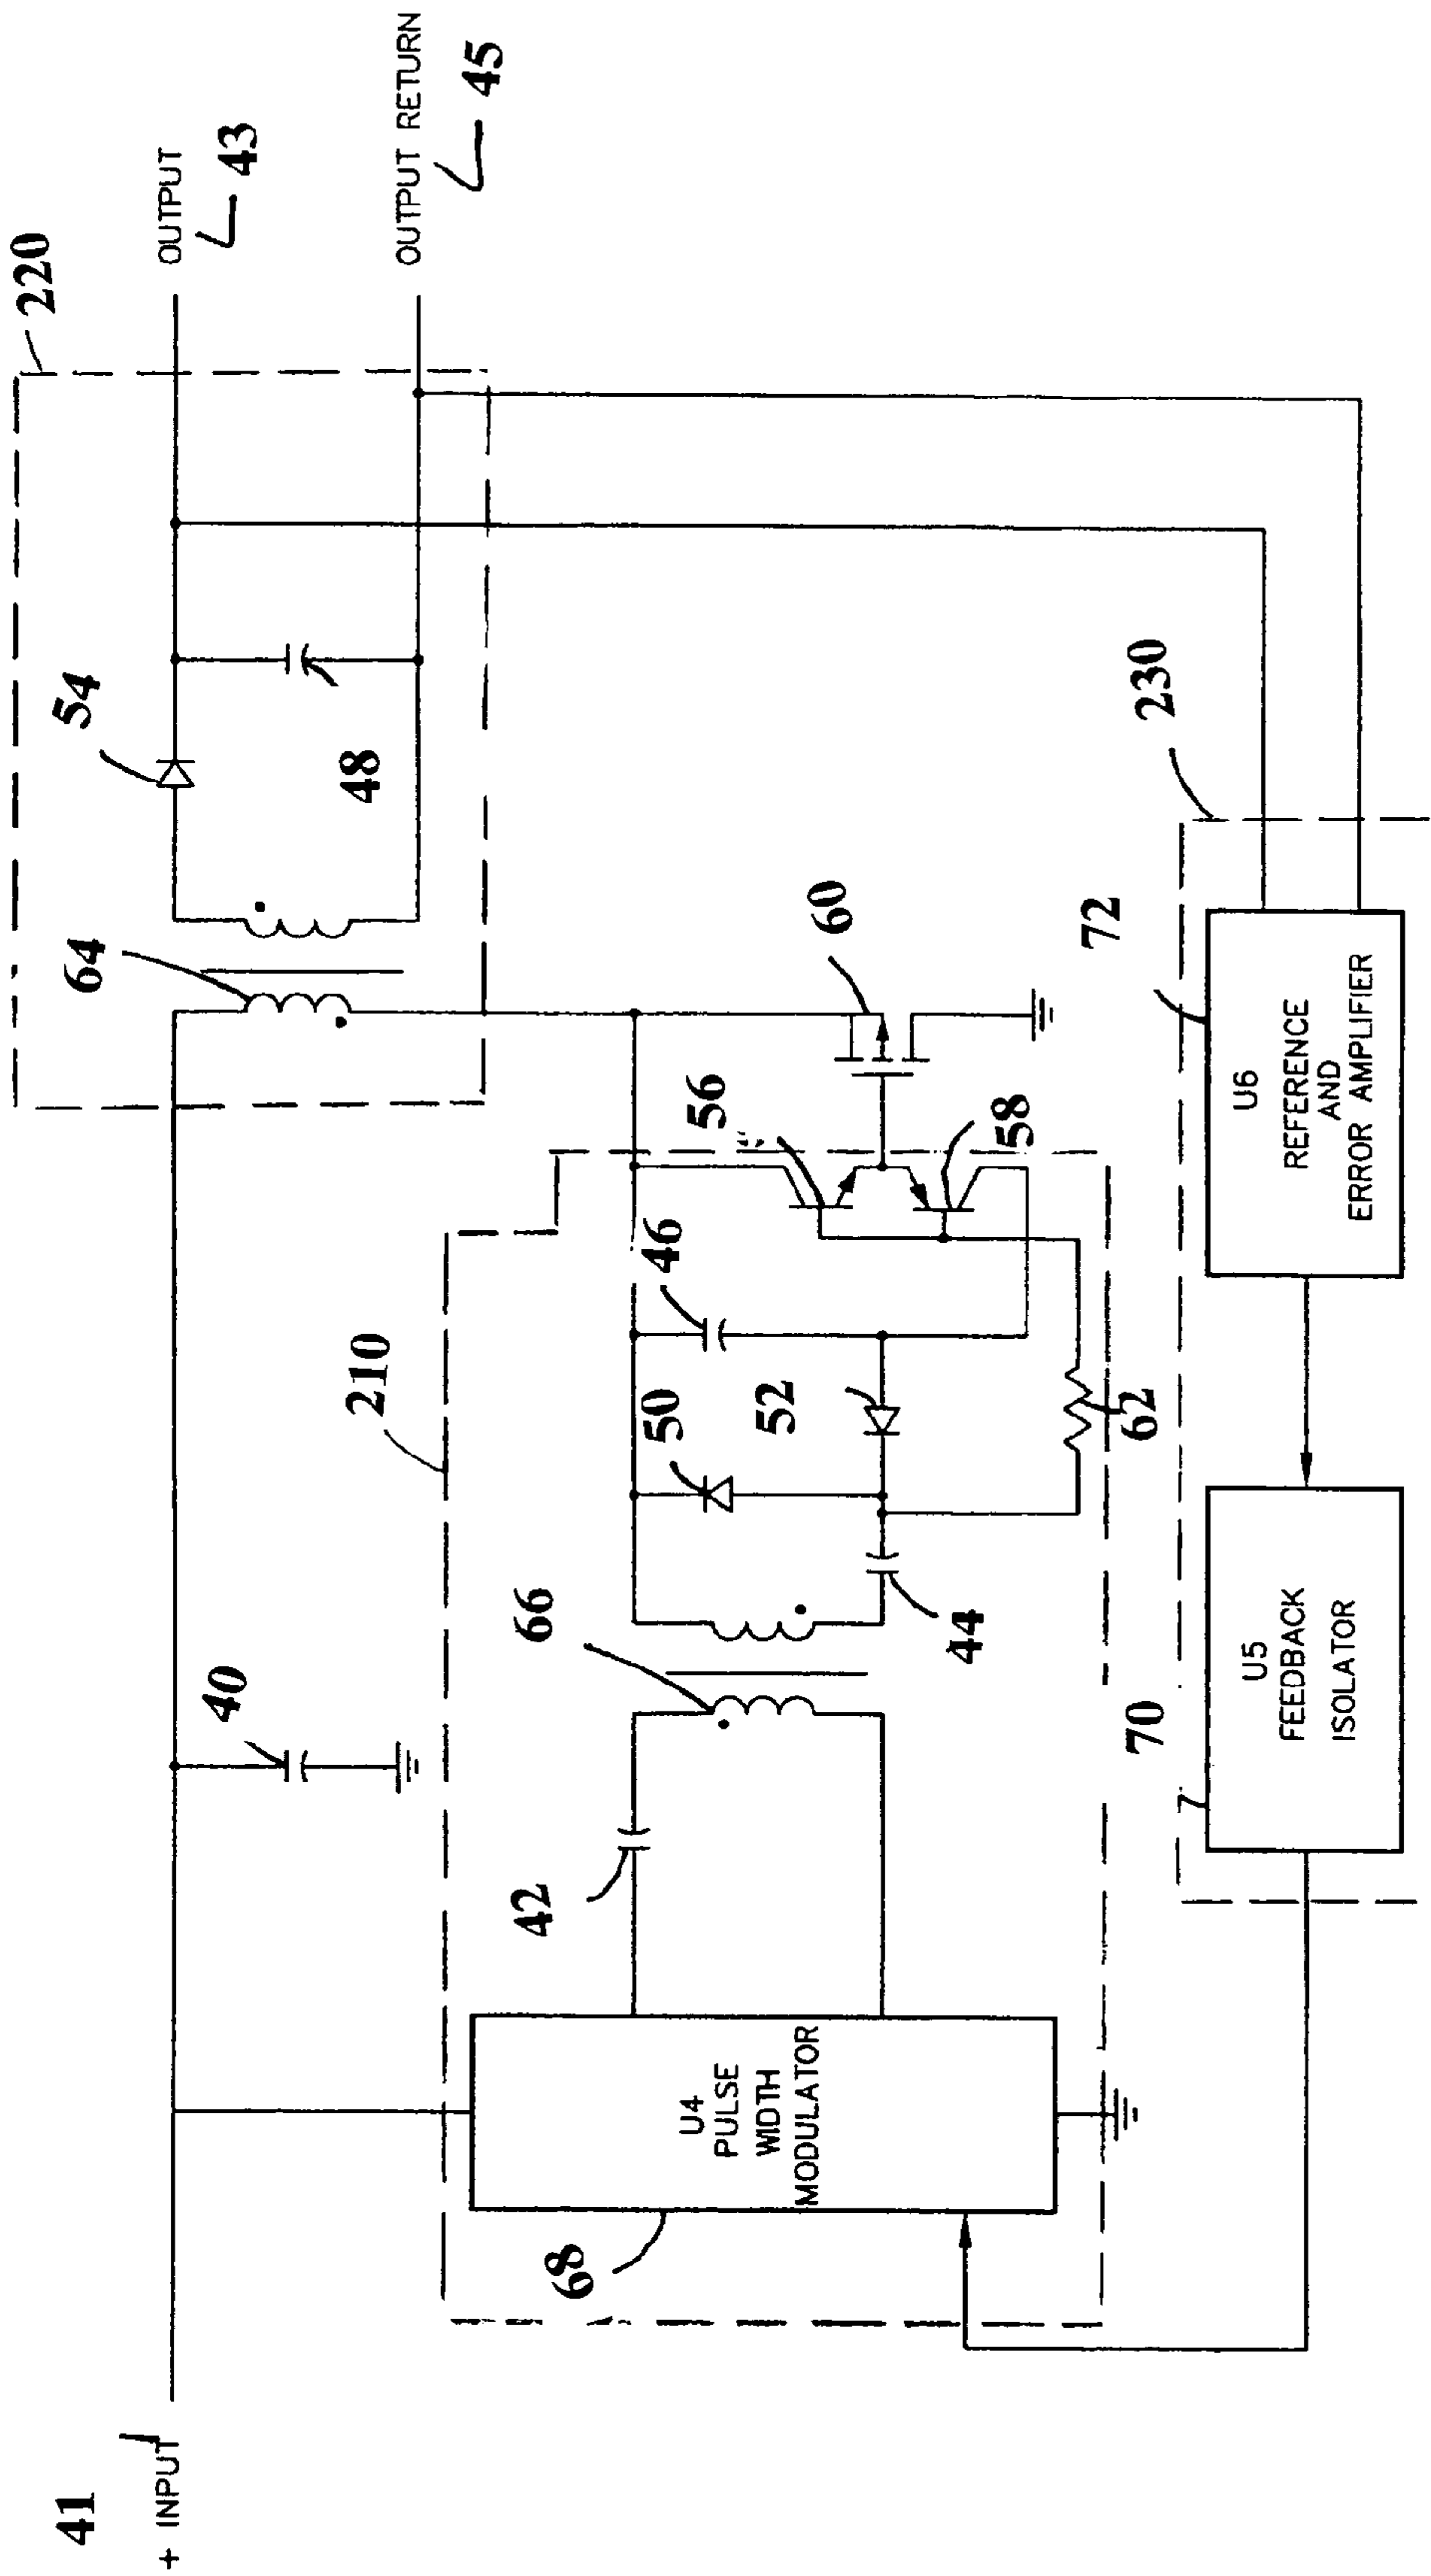 41
+ INPUT
68
U4
PULSE
WIDTH
MODULATOR
42
40
66
44
210
50
52
46
62
56
58
60
64
54
48
220
OUTPUT
43
OUTPUT RETURN
45
70
U5
FEEDBACK
ISOLATOR
72
U6
REFERENCE
AND
ERROR AMPLIFIER
230